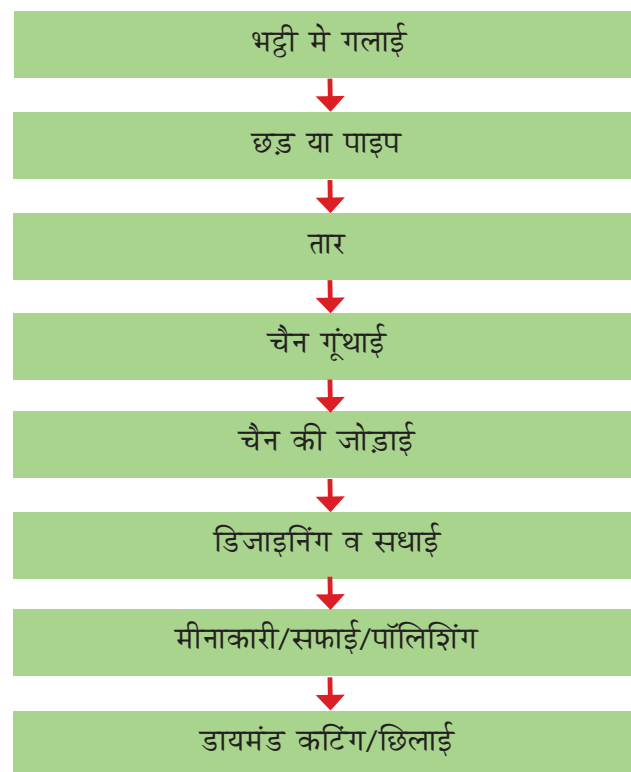 भट्ठी मे गलाई
छड़ या पाइप
तार
चैन गूंथाई
चैन की जोड़ाई
डिजाइनिंग व सधाई
मीनाकारी/सफाई/पॉलिशिंग
डायमंड कटिंग/छिलाई